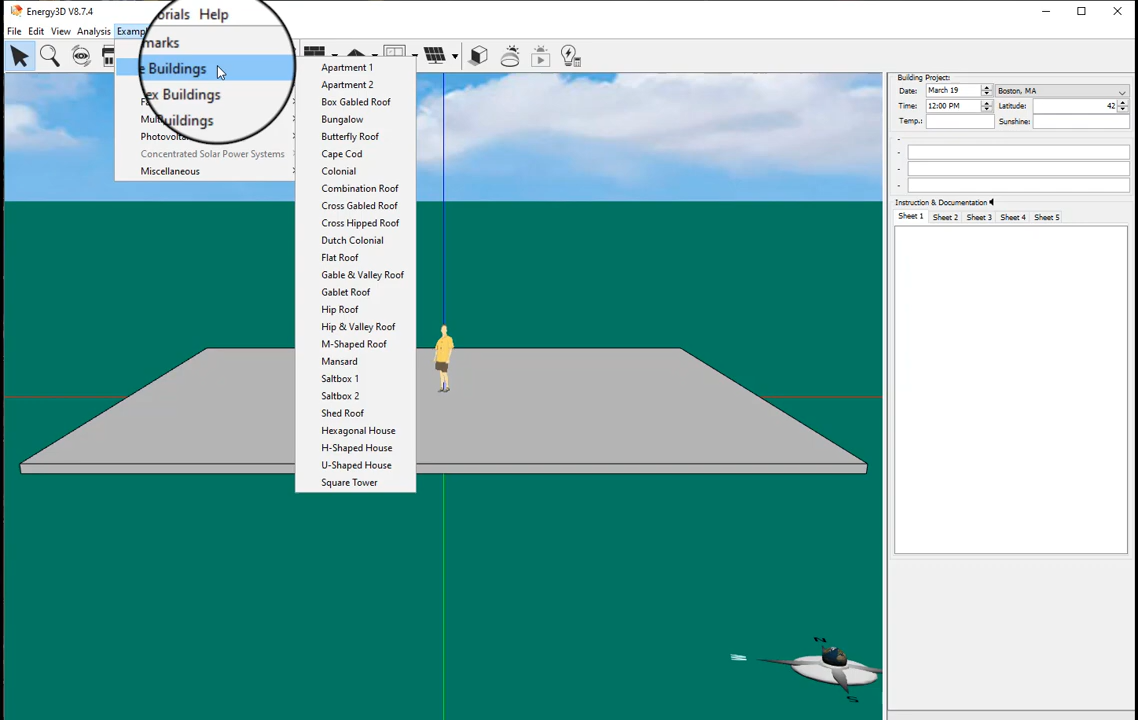 Energy3D V8.7.4
orials Help
File Edit View Analysis Exampl
marks
e Buildings
ex Buildings
uildings
Mul
Photovolta
Concentrated Solar Power Systems
Miscellaneous
Apartment 1
Apartment 2
Box Gabled Roof
Bungalow
Butterfly Roof
Cape Cod
Colonial
Combination Roof
Cross Gabled Roof
Cross Hipped Roof
Dutch Colonial
Flat Roof
Gable & Valley Roof
Gablet Roof
Hip Roof
Hip & Valley Roof
M-Shaped Roof
Mansard
Saltbox 1
Saltbox 2
Shed Roof
Hexagonal House
H-Shaped House
U-Shaped House
Square Tower
Building Project:
Date: March 19 Boston, MA
Time: 12:00 PM Latitude: 42
Temp.: Sunshine:
-
-
-
-
Instruction & Documentation
Sheet 1 Sheet 2 Sheet 3 Sheet 4 Sheet 5
N
S